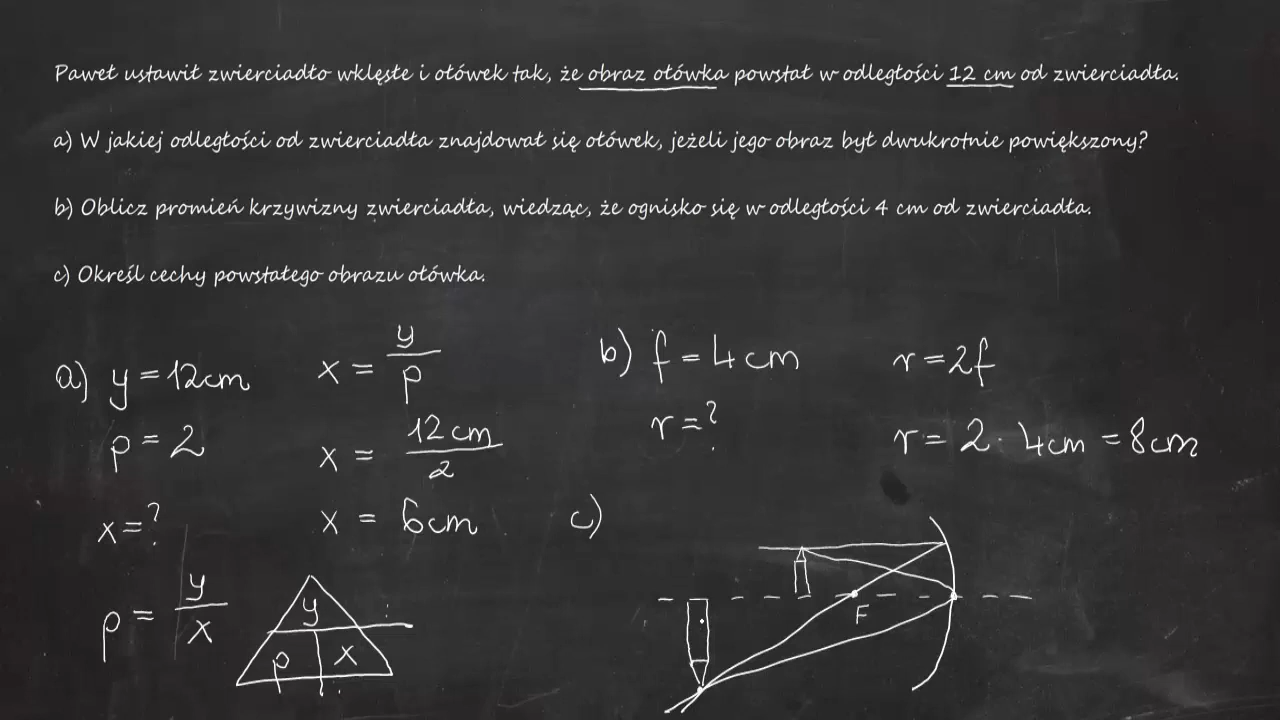 Paweł ustawił zwierciadło wklęsłe i ołówek tak, że obraz ołówka powstał w odległości 12 cm od zwierciadła.
a) W jakiej odległości od zwierciadła znajdował się ołówek, jeżeli jego obraz był dwukrotnie powiększony?
b) Oblicz promień krzywizny zwierciadła, wiedząc, że ognisko się w odległości 4 cm od zwierciadła.
c) Określ cechy powstałego obrazu ołówka.
a) y = 12cm
p = 2
x = ?
p = y/x
x = y/p
x = 12cm/2
x = 6cm
y :
p · x
b) f = 4cm
r = ?
r = 2f
r = 2 · 4cm = 8cm
c)
F